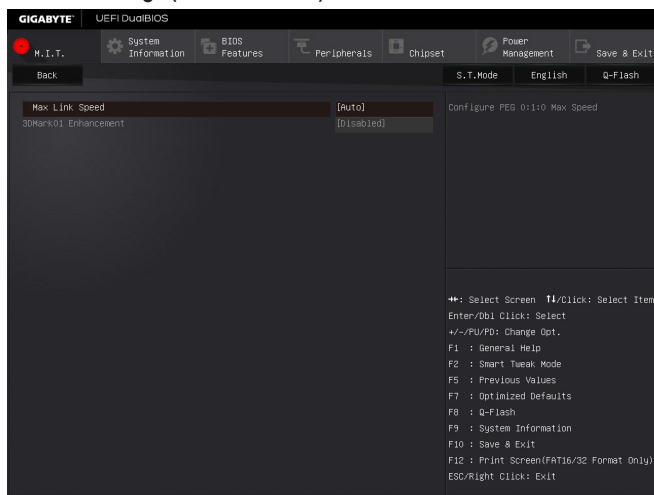 GIGABYTE™ UEFI DualBIOS
M.I.T.
System Information
BIOS Features
Peripherals
Chipset
Power Management
Save & Exit
Back
S.T.Mode English Q-Flash
Max Link Speed [Auto]
3DMark01 Enhancement [Disabled]
Configure PEG 0:1:0 Max Speed
→←: Select Screen ↑↓/Click: Select Item
Enter/Dbl Click: Select
+/-/PU/PD: Change Opt.
F1 : General Help
F2 : Smart Tweak Mode
F5 : Previous Values
F7 : Optimized Defaults
F8 : Q-Flash
F9 : System Information
F10 : Save & Exit
F12 : Print Screen(FAT16/32 Format Only)
ESC/Right Click: Exit